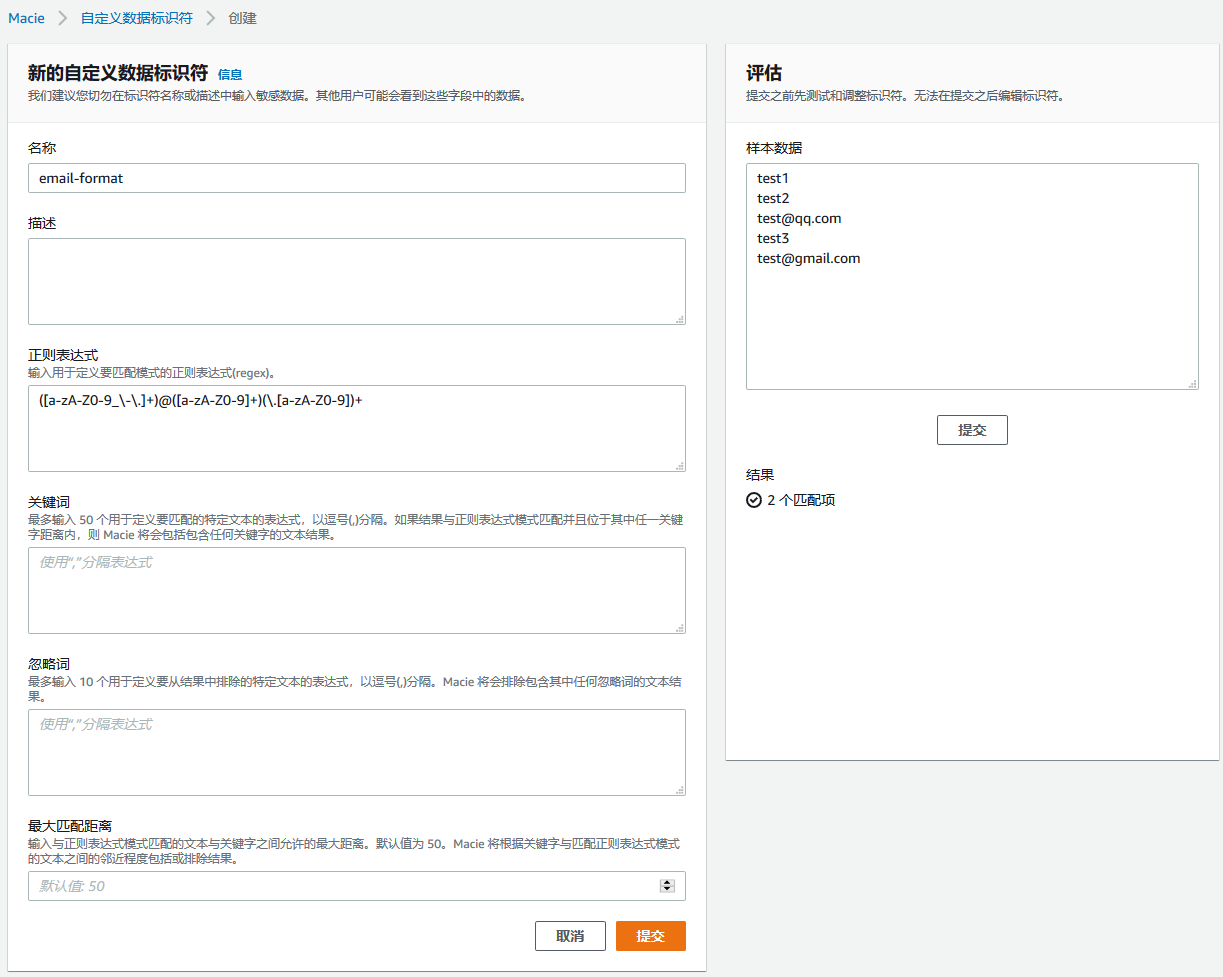 Macie > 自定义数据标识符 > 创建
新的自定义数据标识符 信息
我们建议您切勿在标识符名称或描述中输入敏感数据。其他用户可能会看到这些字段中的数据。
名称
email-format
描述
正则表达式
输入用于定义要匹配模式的正则表达式(regex)。
([a-zA-Z0-9_\-\.]+)@([a-zA-Z0-9]+)(\.[a-zA-Z0-9])+
关键词
最多输入 50 个用于定义要匹配的特定文本的表达式，以逗号(,)分隔。如果结果与正则表达式模式匹配并且位于其中任一关键
字距离内，则 Macie 将会包括包含任何关键字的文本结果。
使用“,”分隔表达式
忽略词
最多输入 10 个用于定义要从结果中排除的特定文本的表达式，以逗号(,)分隔。Macie 将会排除包含其中任何忽略词的文本结
果。
使用“,”分隔表达式
最大匹配距离
输入与正则表达式模式匹配的文本与关键字之间允许的最大距离。默认值为 50。Macie 将根据关键字与匹配正则表达式模式
的文本之间的邻近程度包括或排除结果。
默认值: 50
取消
提交
评估
提交之前先测试和调整标识符。无法在提交之后编辑标识符。
样本数据
test1
test2
test@qq.com
test3
test@gmail.com
提交
结果
2 个匹配项